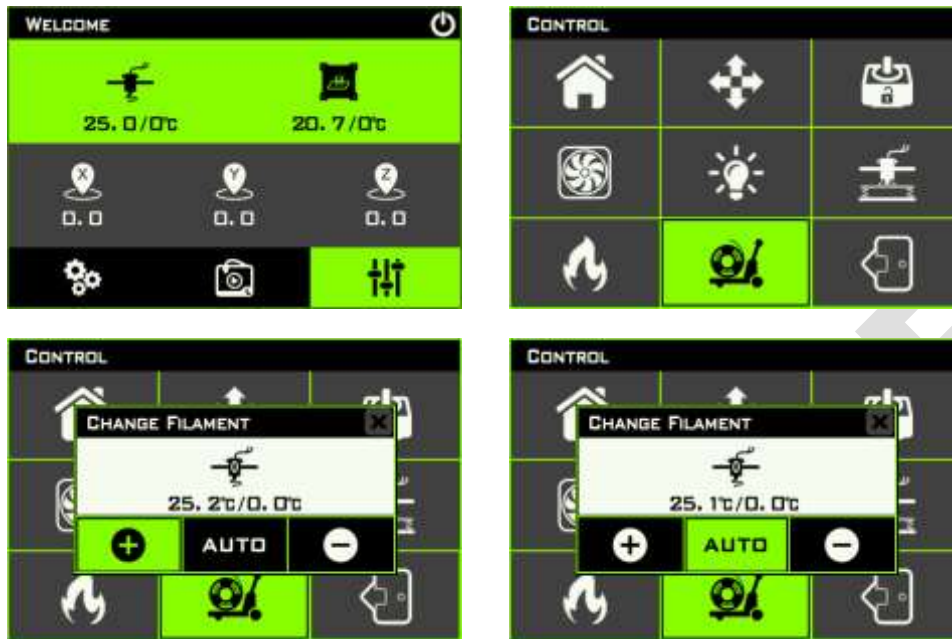 WELCOME
25.0/0℃
20.7/0℃
X
Y
Z
0.0
0.0
0.0
CONTROL
CONTROL
CHANGE FILAMENT
25.2℃/0.0℃
AUTO
CONTROL
CHANGE FILAMENT
25.1℃/0.0℃
AUTO